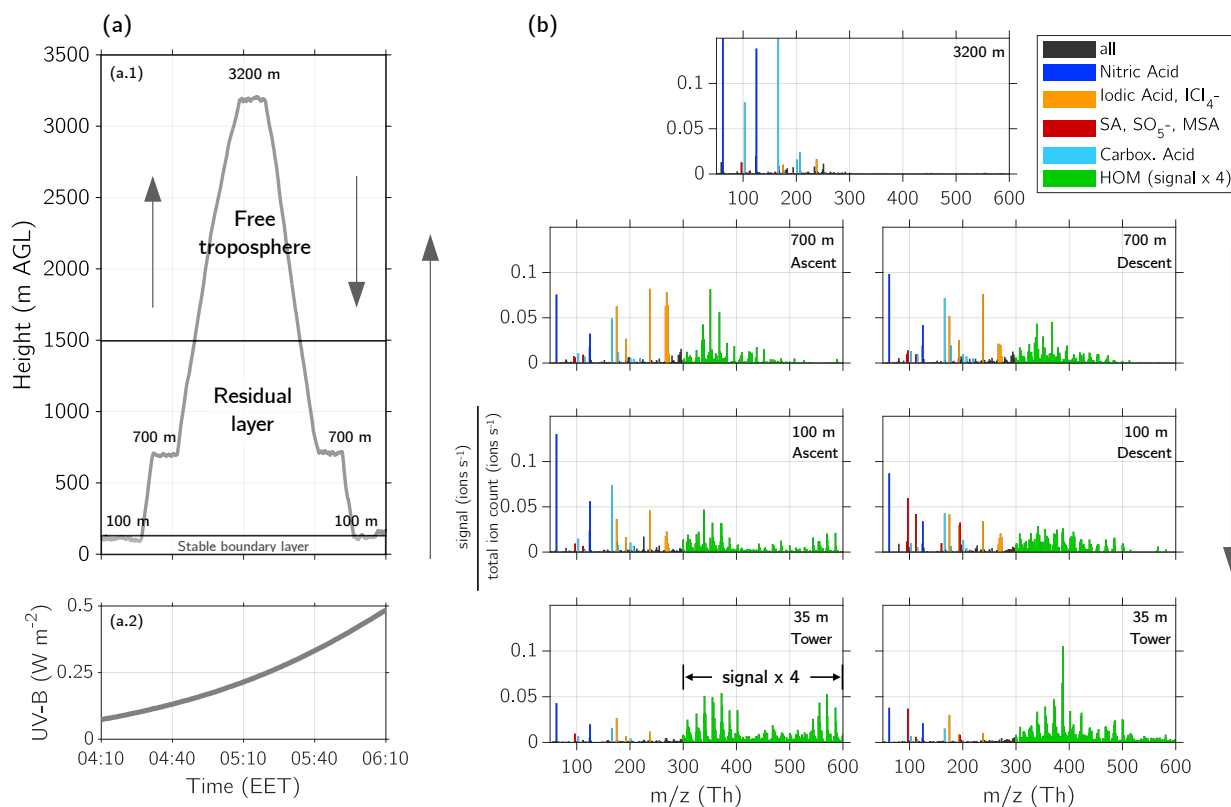 (a)
(a.1)
3200 m
Free
troposphere
Residual
layer
700 m
700 m
100 m
100 m
Stable boundary layer
3500
3000
2500
2000
1500
1000
500
0
Height (m AGL)
(a.2)
0.5
0.25
0
UV-B (W m⁻²)
04:10 04:40 05:10 05:40 06:10
Time (EET)
(b)
3200 m
0.1
0.05
0
100 200 300 400 500 600
all
Nitric Acid
Iodic Acid, ICl₄-
SA, SO₅-, MSA
Carbox. Acid
HOM (signal x 4)
700 m
Ascent
0.1
0.05
0
700 m
Descent
100 m
Ascent
0.1
0.05
0
100 m
Descent
signal (ions s⁻¹)
total ion count (ions s⁻¹)
35 m
Tower
signal x 4
0.1
0.05
0
100 200 300 400 500 600
m/z (Th)
35 m
Tower
100 200 300 400 500 600
m/z (Th)